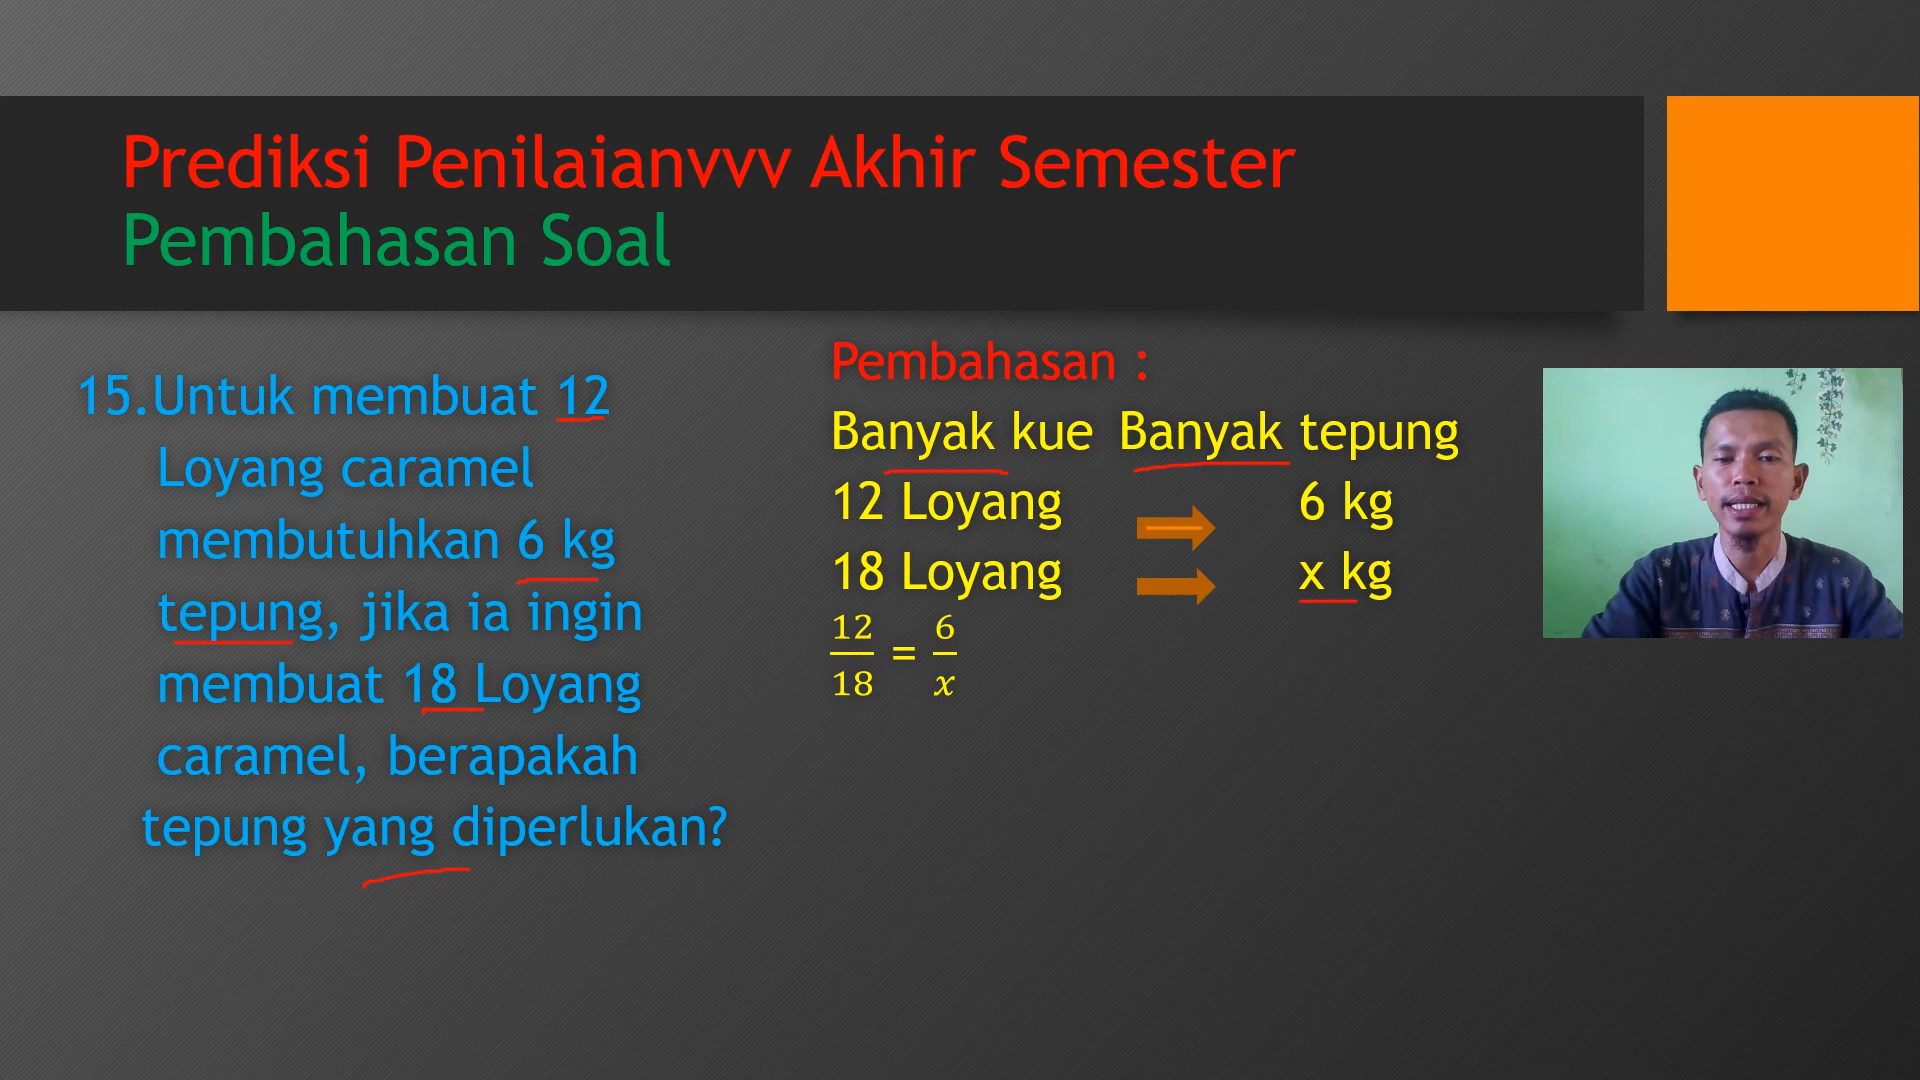 Prediksi Penilaianvvv Akhir Semester
Pembahasan Soal
15.Untuk membuat 12
Loyang caramel
membutuhkan 6 kg
tepung, jika ia ingin
membuat 18 Loyang
caramel, berapakah
tepung yang diperlukan?
Pembahasan :
Banyak kue Banyak tepung
12 Loyang 6 kg
18 Loyang x kg
12/18 = 6/x